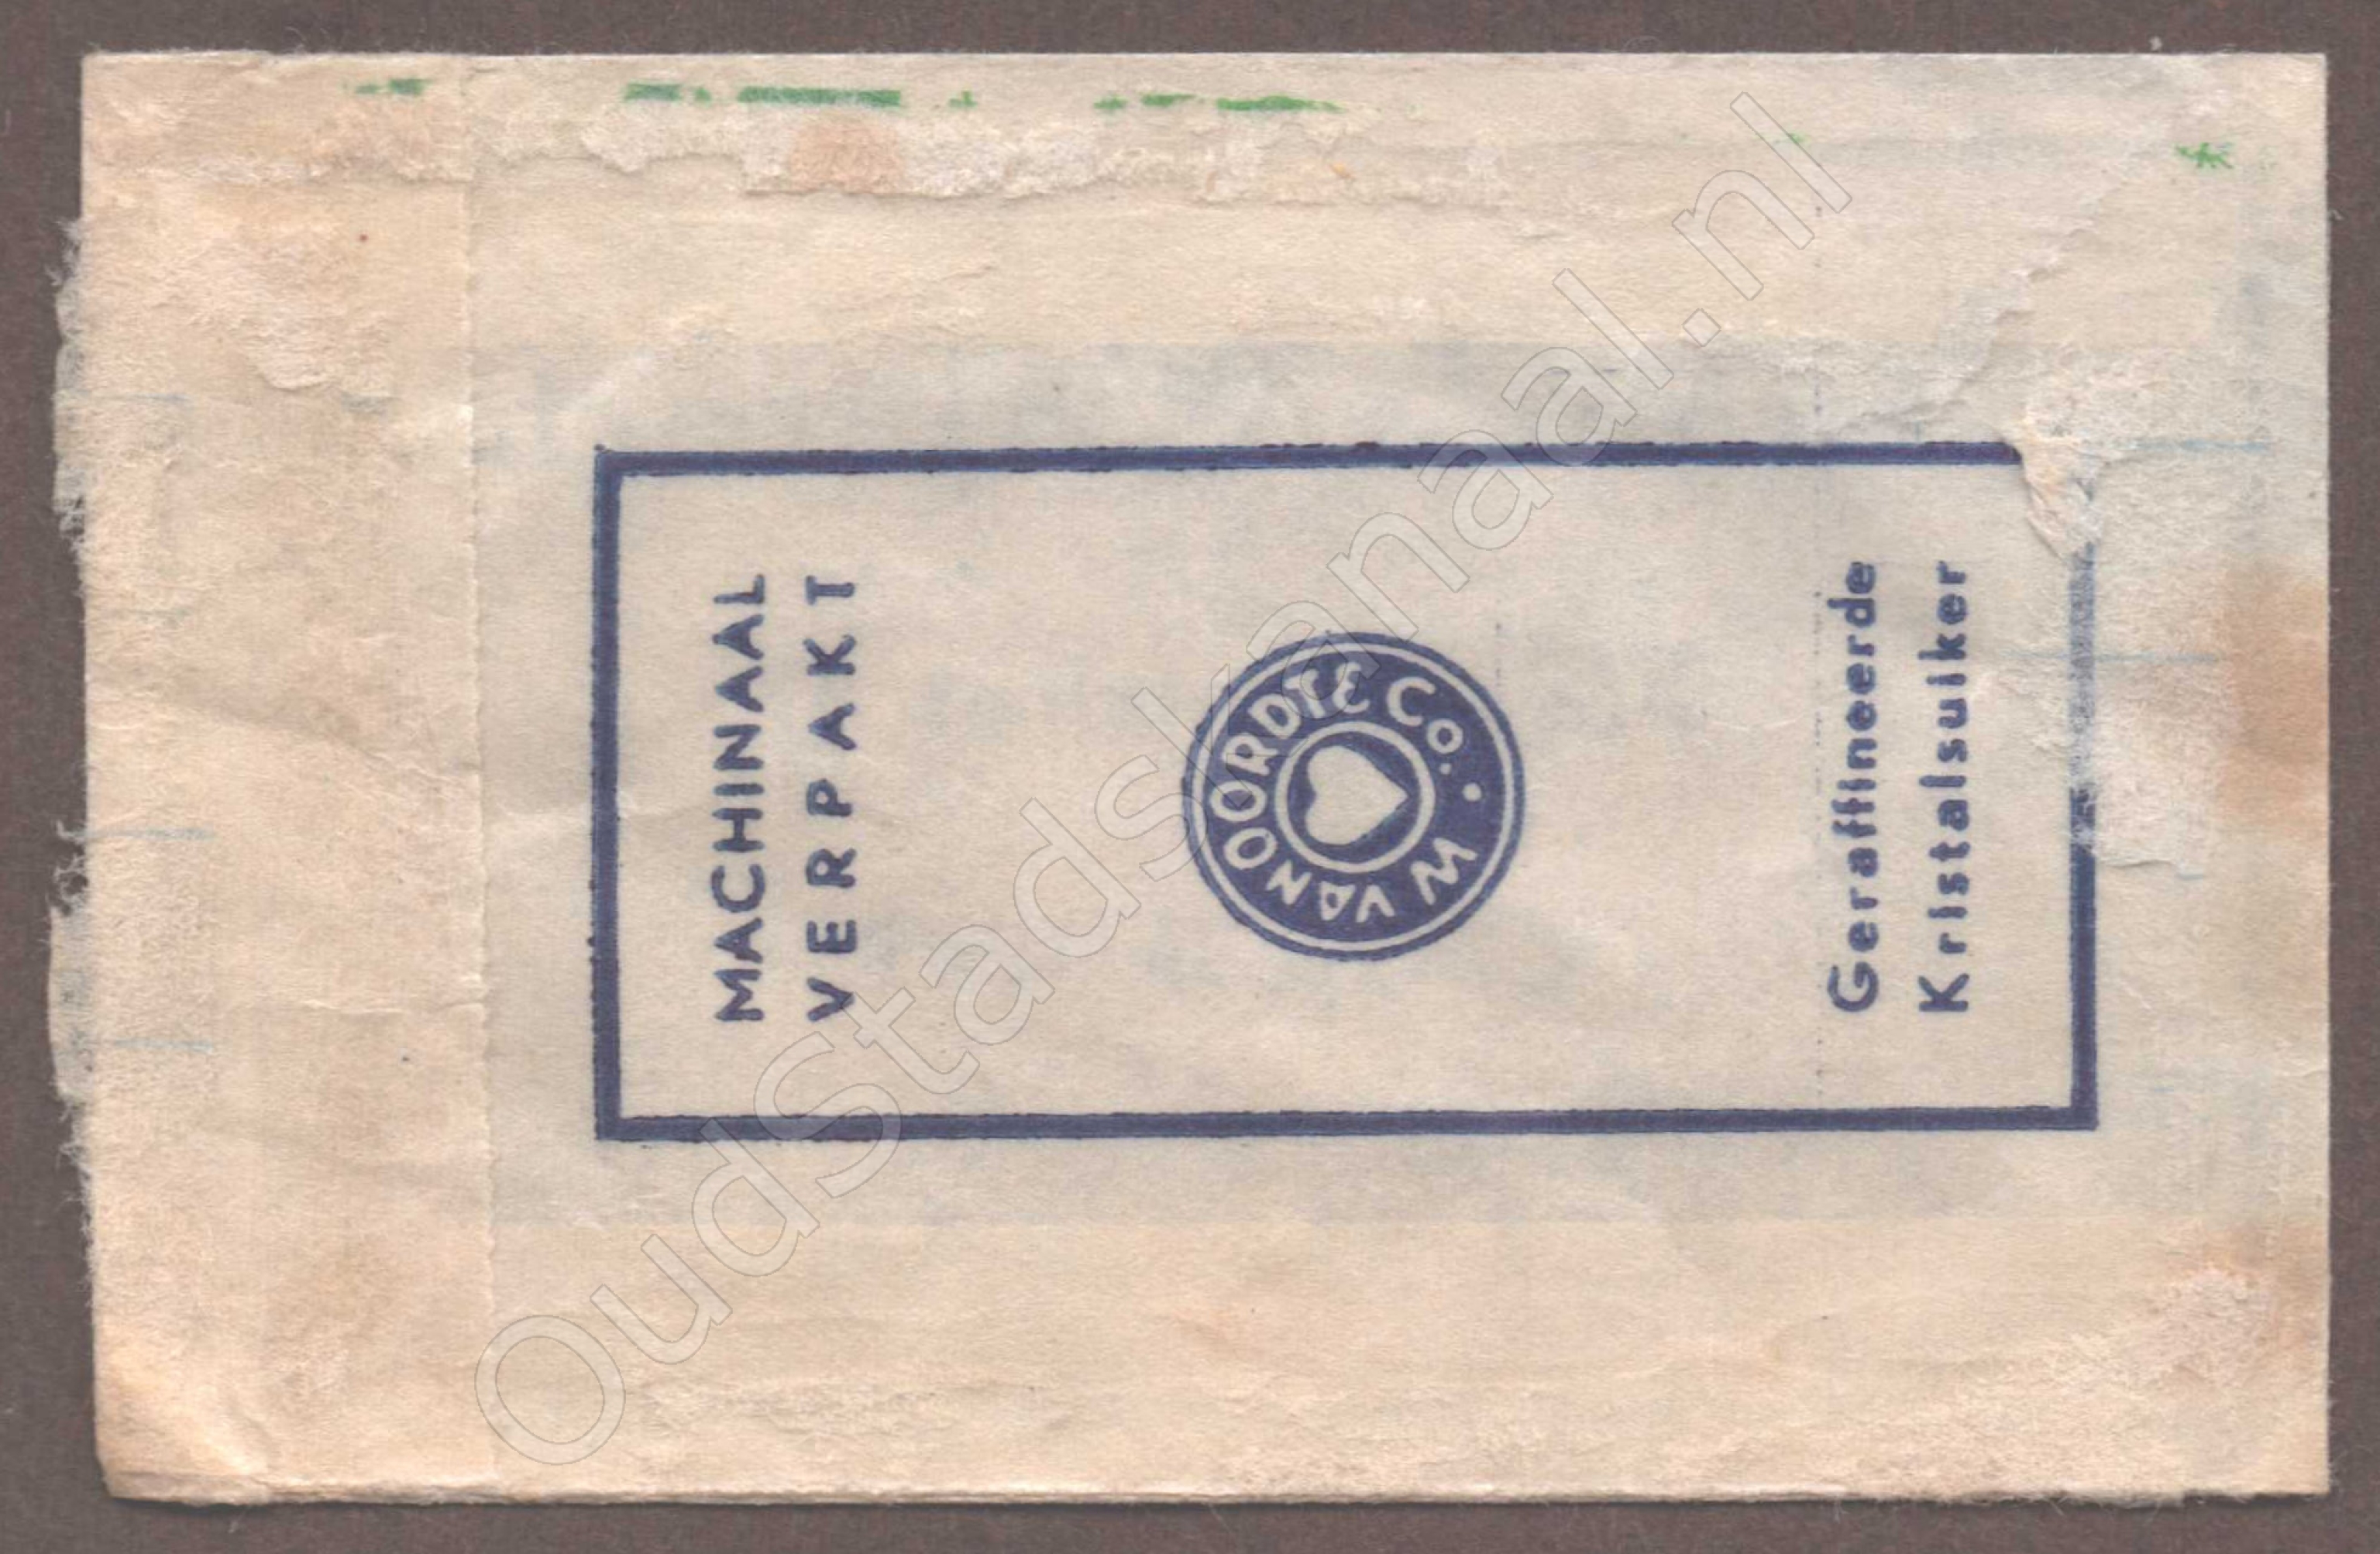 MACHINAAL
VERPAKT
W VAN OORDT & Co.
Geraffineerde
Kristalsuiker
OudStadskanaal.nl